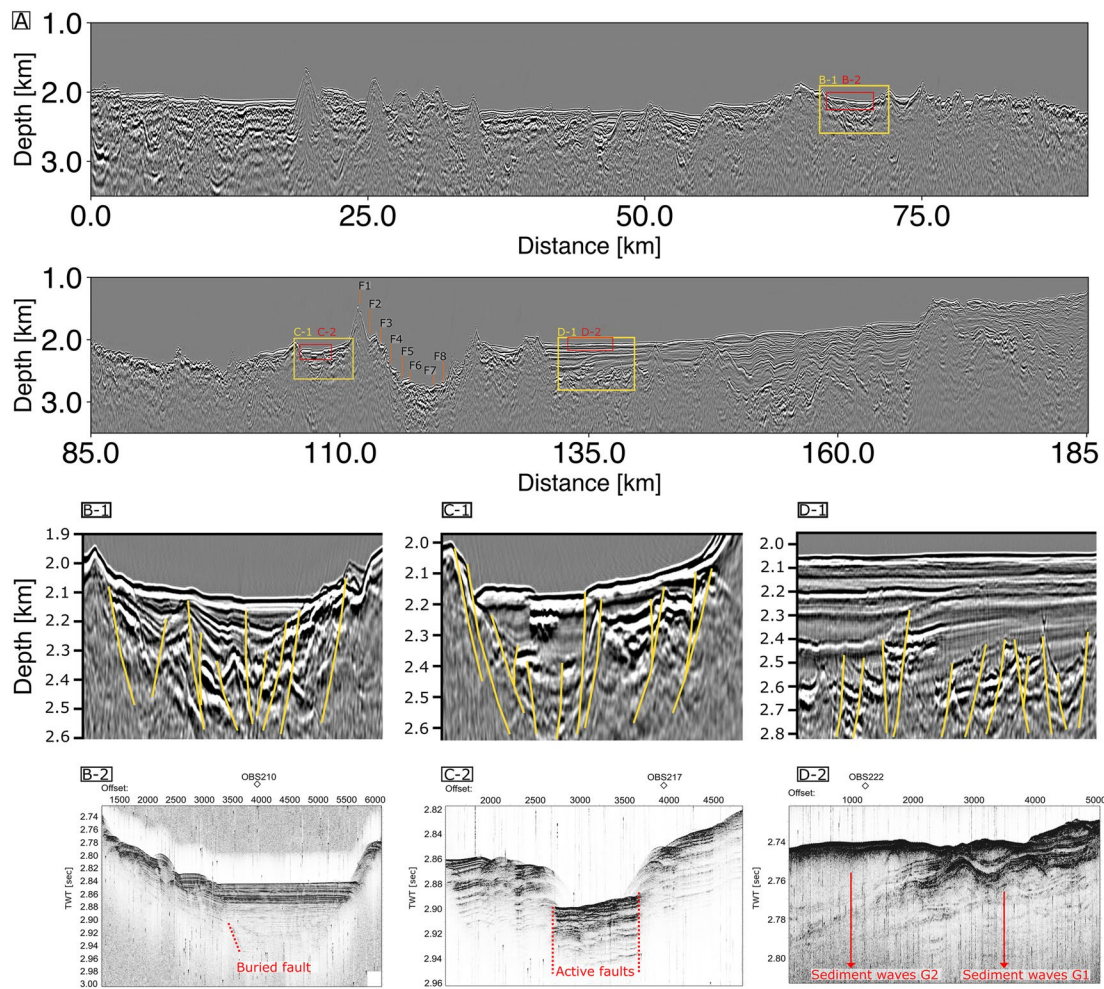 A
1.0
Depth [km]
2.0
3.0
B-1 B-2
0.0 25.0 50.0 75.0
Distance [km]
1.0
Depth [km]
2.0
3.0
C-1 C-2
F1
F2
F3
F4
F5
F6
F7
F8
D-1 D-2
85.0 110.0 135.0 160.0 185
Distance [km]
B-1
Depth [km]
1.9
2.0
2.1
2.2
2.3
2.4
2.5
2.6
C-1
2.0
2.1
2.2
2.3
2.4
2.5
2.6
D-1
2.0
2.1
2.2
2.3
2.4
2.5
2.6
2.7
2.8
B-2
OBS210
Offset:
1500 2000 2500 3000 3500 4000 4500 5000 5500 6000
TWT [sec]
2.74
2.76
2.80
2.82
2.84
2.86
2.88
2.90
2.92
2.93
2.96
2.98
3.00
Buried fault
C-2
OBS217
Offset:
2000 2500 3000 3500 4000 4500
TWT [sec]
2.82
2.84
2.86
2.88
2.90
2.92
2.94
2.96
Active faults
D-2
OBS222
Offset:
1000 2000 3000 4000 5000
TWT [sec]
2.74
2.76
2.78
2.80
Sediment waves G2 Sediment waves G1